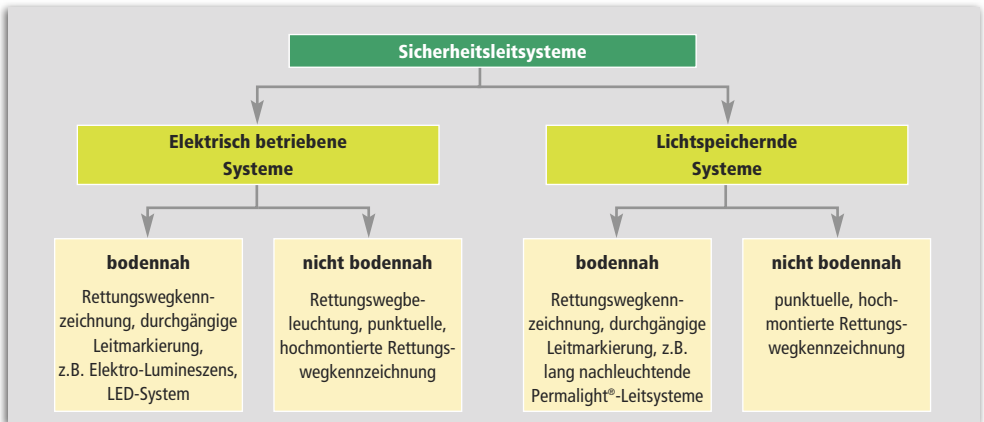 Sicherheitsleitsysteme
Elektrisch betriebene
Systeme
Lichtspeichernde
Systeme
bodennah
Rettungswegkenn-
zeichnung, durchgängige
Leitmarkierung,
z.B. Elektro-Lumineszens,
LED-System
nicht bodennah
Rettungswegbe-
leuchtung, punktuelle,
hochmontierte Rettungs-
wegkennzeichnung
bodennah
Rettungswegkenn-
zeichnung, durchgängige
Leitmarkierung, z.B.
lang nachleuchtende
Permalight®-Leitsysteme
nicht bodennah
punktuelle, hoch-
montierte Rettungs-
wegkennzeichnung